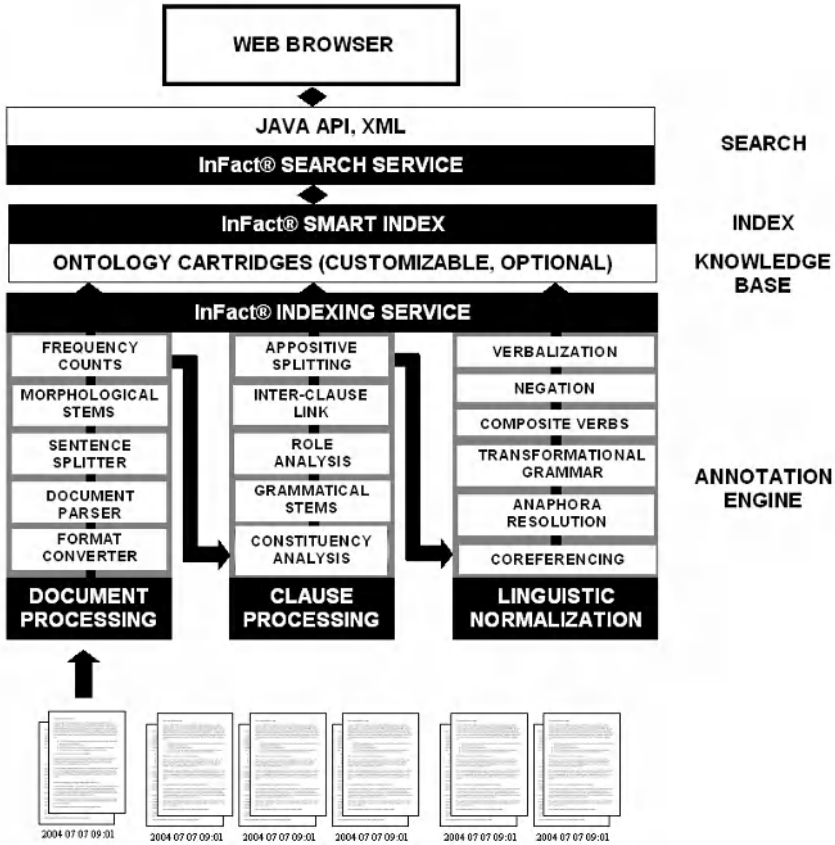 WEB BROWSER
JAVA API, XML
InFact® SEARCH SERVICE
SEARCH
InFact® SMART INDEX
INDEX
ONTOLOGY CARTRIDGES (CUSTOMIZABLE, OPTIONAL)
KNOWLEDGE
BASE
InFact® INDEXING SERVICE
FREQUENCY
COUNTS
MORPHOLOGICAL
STEMS
SENTENCE
SPLITTER
DOCUMENT
PARSER
FORMAT
CONVERTER
DOCUMENT
PROCESSING
APPOSITIVE
SPLITTING
INTER-CLAUSE
LINK
ROLE
ANALYSIS
GRAMMATICAL
STEMS
CONSTITUENCY
ANALYSIS
CLAUSE
PROCESSING
VERBALIZATION
NEGATION
COMPOSITE VERBS
TRANSFORMATIONAL
GRAMMAR
ANAPHORA
RESOLUTION
COREFERENCING
LINGUISTIC
NORMALIZATION
ANNOTATION
ENGINE
2004 07 07 09:01
2004 07 07 09:01
2004 07 07 09:01
2004 07 07 09:01
2004 07 07 09:01
2004 07 07 09:01